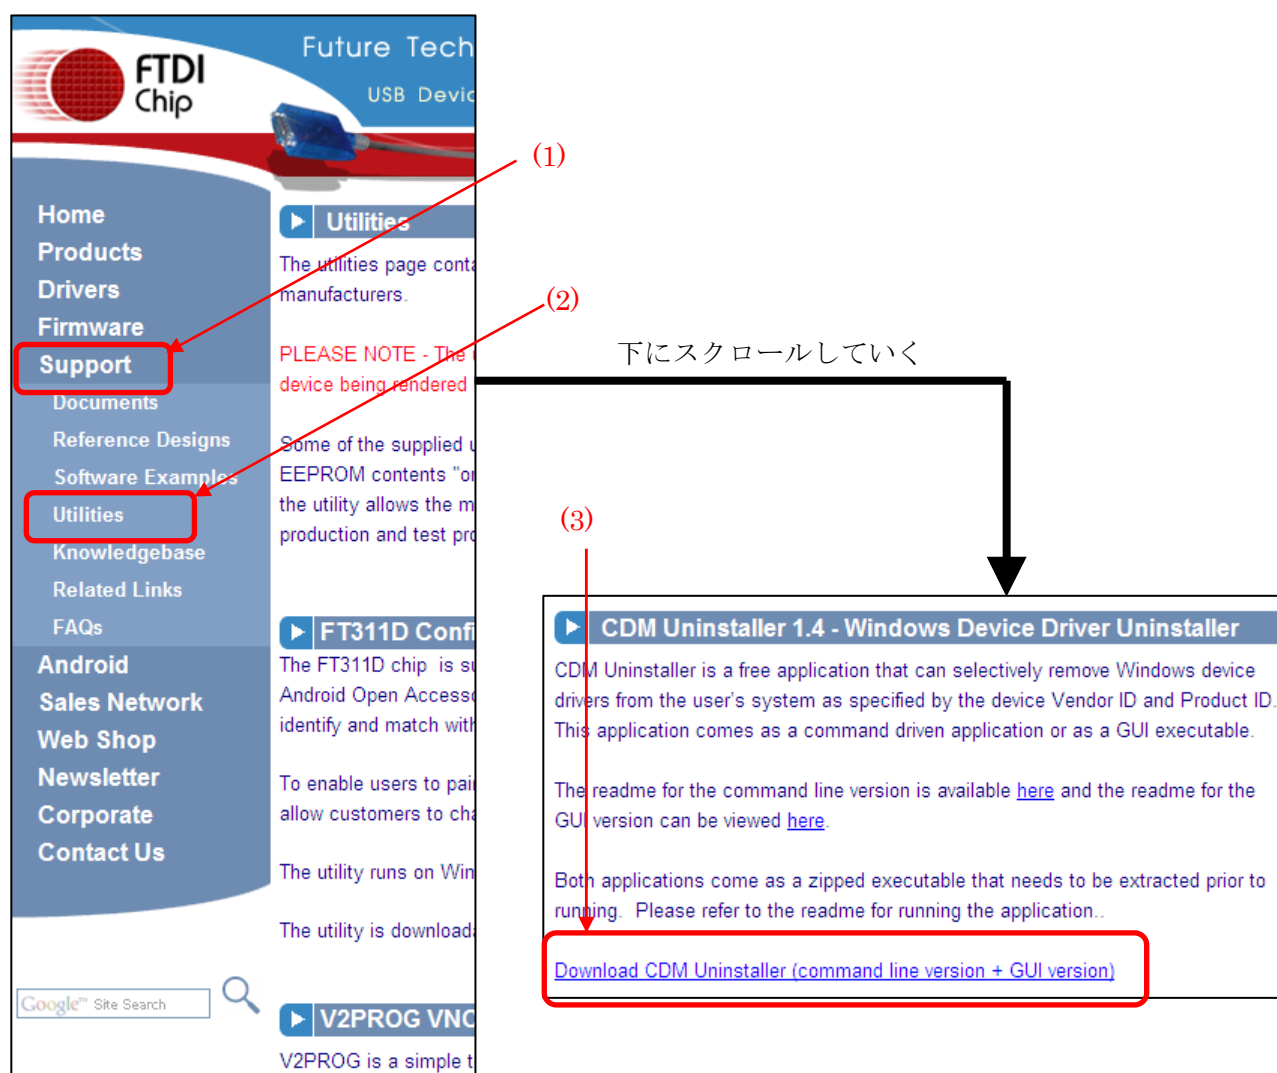 FTDI
Chip
Future Tech
USB Devic
Home
Products
Drivers
Firmware
Support
Documents
Reference Designs
Software Examples
Utilities
Knowledgebase
Related Links
FAQs
Android
Sales Network
Web Shop
Newsletter
Corporate
Contact Us
Google™ Site Search
Utilities
The utilities page conta
manufacturers.
PLEASE NOTE - The
device being rendered
Some of the supplied u
EEPROM contents "or
the utility allows the m
production and test pro
FT311D Confi
The FT311D chip is su
Android Open Accesso
identify and match with
To enable users to pair
allow customers to cha
The utility runs on Win
The utility is downloada
V2PROG VNC
V2PROG is a simple t
(1)
(2)
下にスクロールしていく
(3)
CDM Uninstaller 1.4 - Windows Device Driver Uninstaller
CDM Uninstaller is a free application that can selectively remove Windows device
drivers from the user's system as specified by the device Vendor ID and Product ID.
This application comes as a command driven application or as a GUI executable.
The readme for the command line version is available here and the readme for the
GUI version can be viewed here.
Both applications come as a zipped executable that needs to be extracted prior to
running. Please refer to the readme for running the application..
Download CDM Uninstaller (command line version + GUI version)